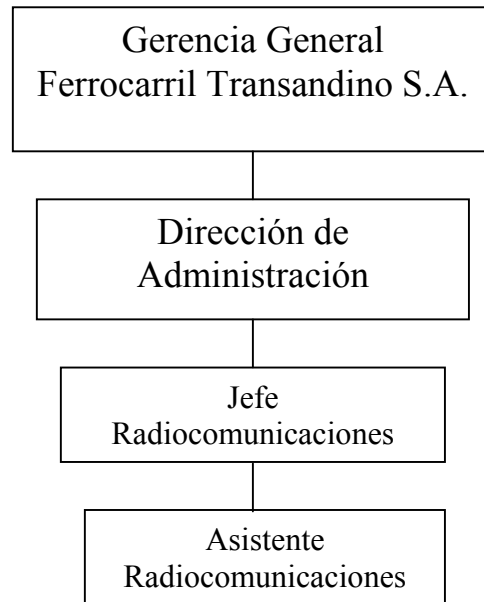 Gerencia General
Ferrocarril Transandino S.A.
Dirección de
Administración
Jefe
Radiocomunicaciones
Asistente
Radiocomunicaciones